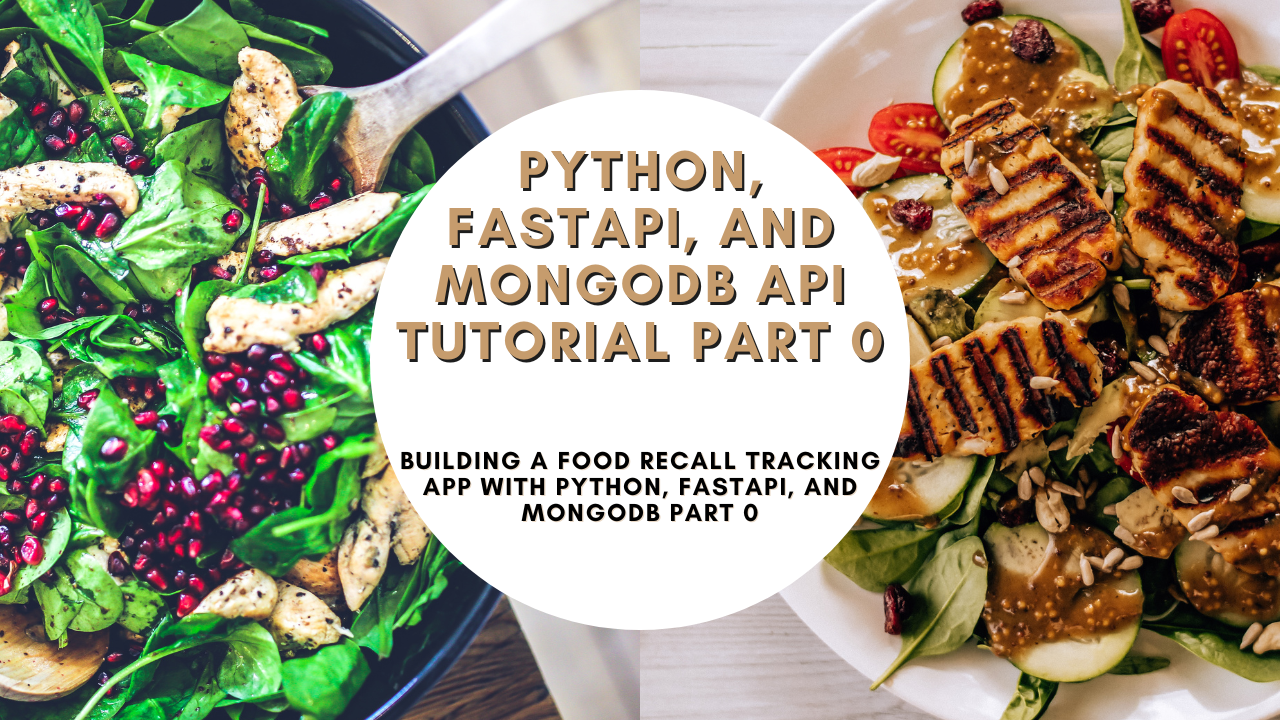 PYTHON,
FASTAPI, AND
MONGODB API
TUTORIAL PART 0
BUILDING A FOOD RECALL TRACKING
APP WITH PYTHON, FASTAPI, AND
MONGODB PART 0